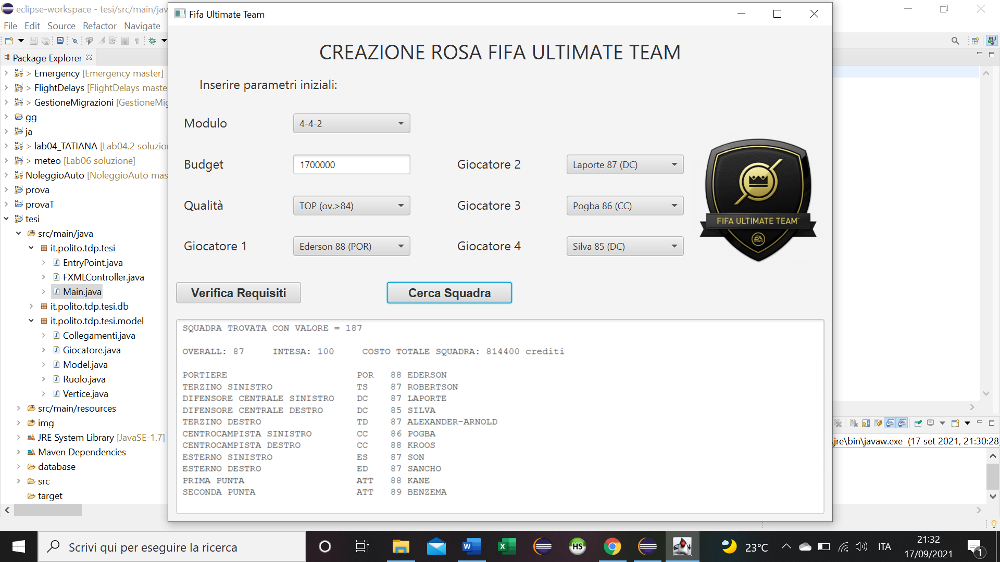 eclipse-workspace - tesi/src/main/jav
Fifa Ultimate Team
File Edit Source Refactor Navigate
Package Explorer
> Emergency [Emergency master]
> FlightDelays [FlightDelays master
> GestioneMigrazioni [GestioneMig
gg
ja
> lab04_TATIANA [Lab04.2 soluzion
> meteo [Lab06 soluzione]
NoleggioAuto [NoleggioAuto mas
prova
provaT
tesi
src/main/java
it.polito.tdp.tesi
EntryPoint.java
FXMLController.java
Main.java
it.polito.tdp.tesi.db
it.polito.tdp.tesi.model
Collegamenti.java
Giocatore.java
Model.java
Ruolo.java
Vertice.java
src/main/resources
img
JRE System Library [JavaSE-1.7]
Maven Dependencies
database
src
target
CREAZIONE ROSA FIFA ULTIMATE TEAM
Inserire parametri iniziali:
Modulo 4-4-2
Budget 1700000 Giocatore 2 Laporte 87 (DC)
Qualità TOP (ov.>84) Giocatore 3 Pogba 86 (CC)
Giocatore 1 Ederson 88 (POR) Giocatore 4 Silva 85 (DC)
FIFA ULTIMATE TEAM
EA SPORTS
Verifica Requisiti Cerca Squadra
SQUADRA TROVATA CON VALORE = 187
OVERALL: 87 INTESA: 100 COSTO TOTALE SQUADRA: 814400 crediti
PORTIERE POR 88 EDERSON
TERZINO SINISTRO TS 87 ROBERTSON
DIFENSORE CENTRALE SINISTRO DC 87 LAPORTE
DIFENSORE CENTRALE DESTRO DC 85 SILVA
TERZINO DESTRO TD 87 ALEXANDER-ARNOLD
CENTROCAMPISTA SINISTRO CC 86 POGBA
CENTROCAMPISTA DESTRO CC 88 KROOS
ESTERNO SINISTRO ES 87 SON
ESTERNO DESTRO ED 87 SANCHO
PRIMA PUNTA ATT 88 KANE
SECONDA PUNTA ATT 89 BENZEMA
\jre\bin\javaw.exe (17 set 2021, 21:30:28
Scrivi qui per eseguire la ricerca
HS
23°C
ITA
21:32
17/09/2021
1